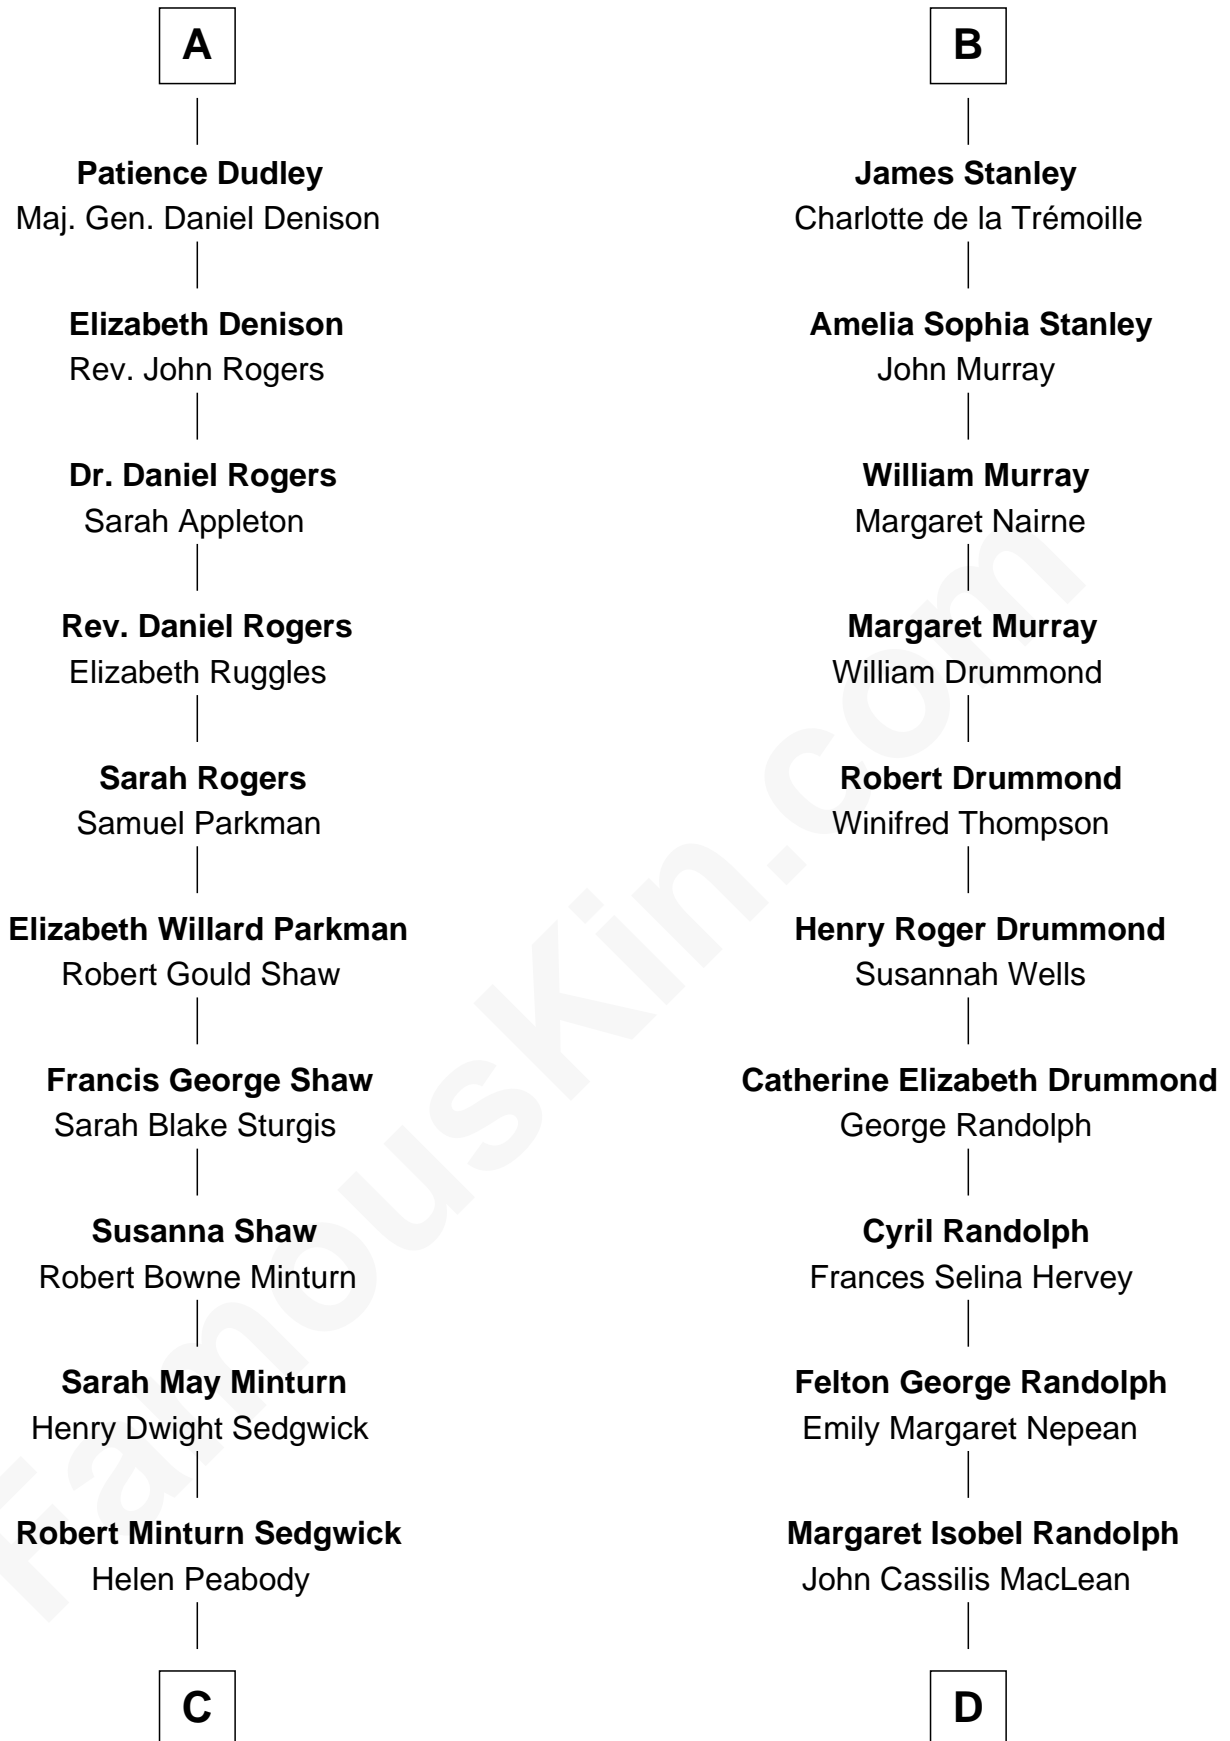 A
Patience Dudley
Maj. Gen. Daniel Denison
Elizabeth Denison
Rev. John Rogers
Dr. Daniel Rogers
Sarah Appleton
Rev. Daniel Rogers
Elizabeth Ruggles
Sarah Rogers
Samuel Parkman
Elizabeth Willard Parkman
Robert Gould Shaw
Francis George Shaw
Sarah Blake Sturgis
Susanna Shaw
Robert Bowne Minturn
Sarah May Minturn
Henry Dwight Sedgwick
Robert Minturn Sedgwick
Helen Peabody
C
B
James Stanley
Charlotte de la Trémoille
Amelia Sophia Stanley
John Murray
William Murray
Margaret Nairne
Margaret Murray
William Drummond
Robert Drummond
Winifred Thompson
Henry Roger Drummond
Susannah Wells
Catherine Elizabeth Drummond
George Randolph
Cyril Randolph
Frances Selina Hervey
Felton George Randolph
Emily Margaret Nepean
Margaret Isobel Randolph
John Cassilis MacLean
D
FamousKin.com